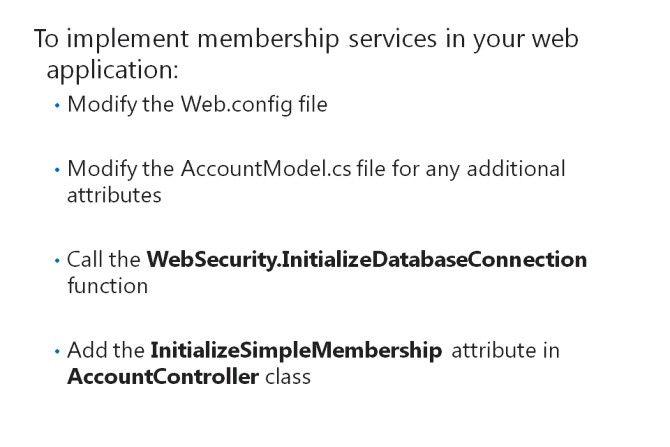 To implement membership services in your web
application:
• Modify the Web.config file
• Modify the AccountModel.cs file for any additional
attributes
• Call the WebSecurity.InitializeDatabaseConnection
function
• Add the InitializeSimpleMembership attribute in
AccountController class